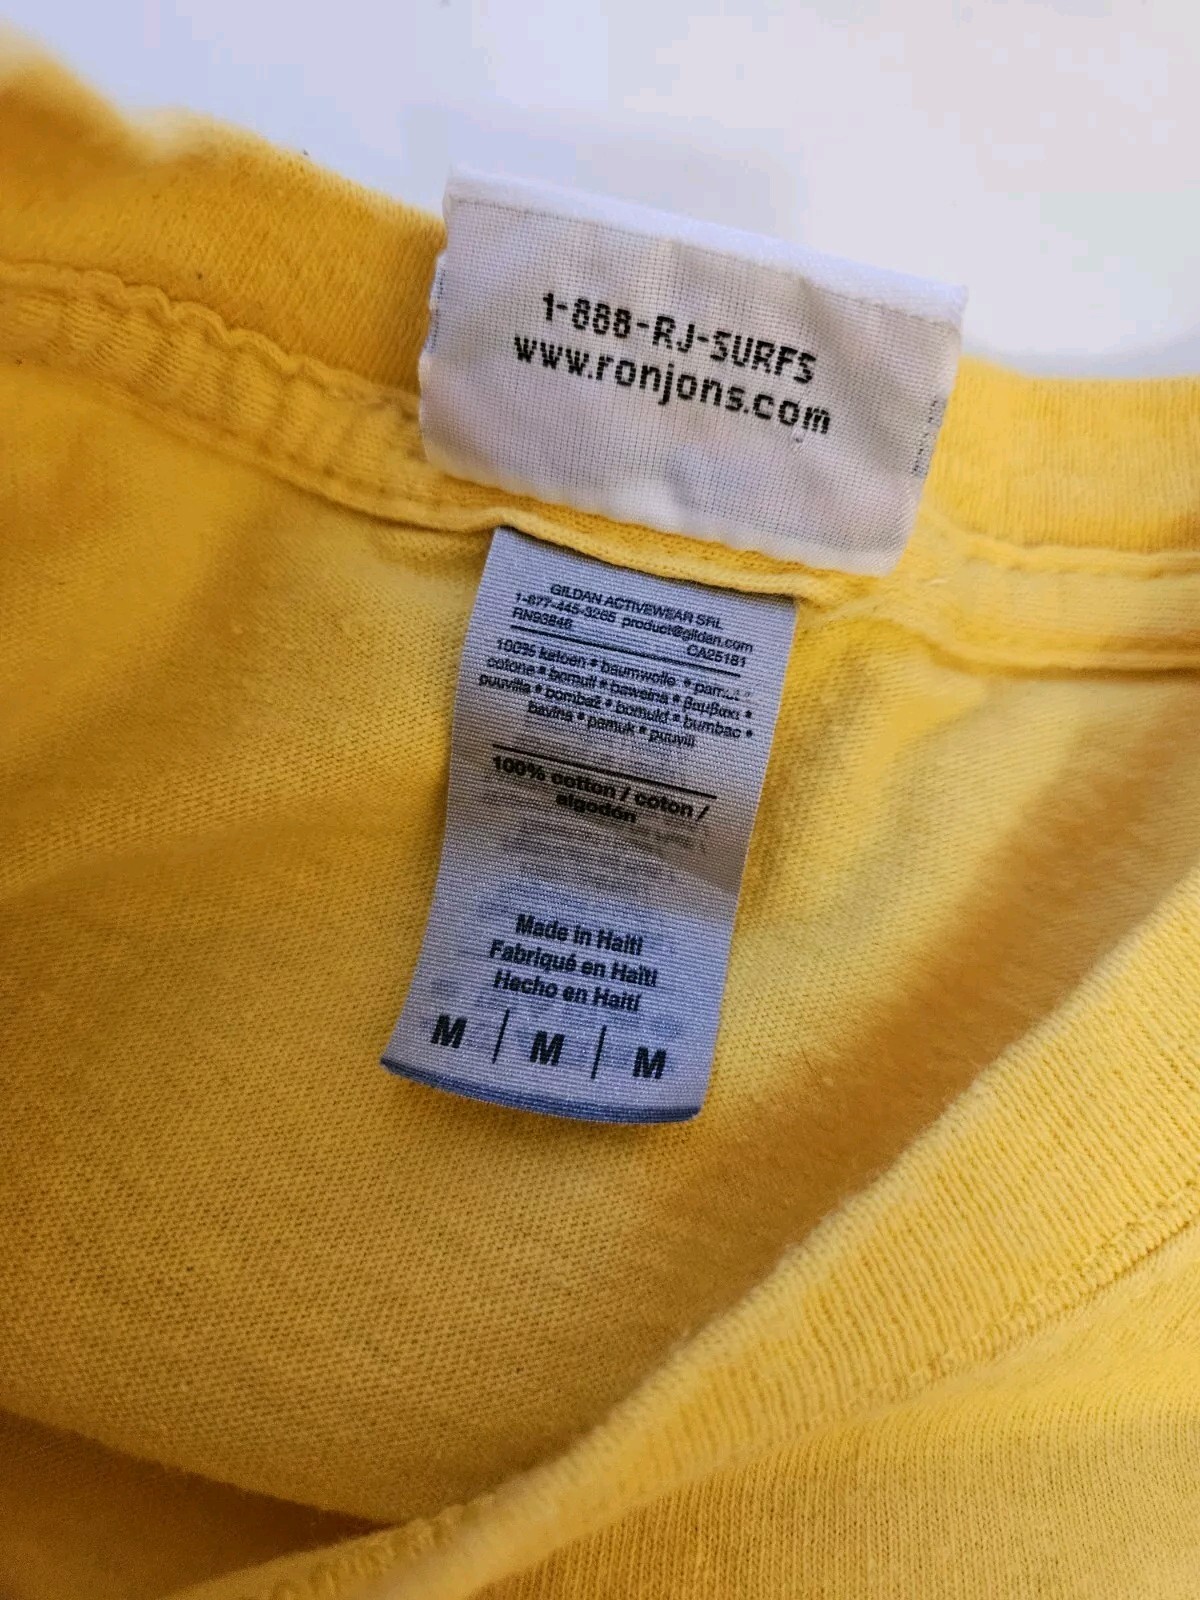 1-888-RJ-SURFS
www.ronjons.com
GILDAN ACTIVEWEAR SRL
1-877-445-3265 product@gildan.com
RN93846 CA25181
100% katoen • baumwolle •
cotone • bomull • bawełna • βαμβακι •
puuvilla • bombaž • bomuld • bumbac •
bavlna • pamuk • puuvill
100% cotton / coton /
algodón
Made in Haiti
Fabriqué en Haïti
Hecho en Haití
M | M | M